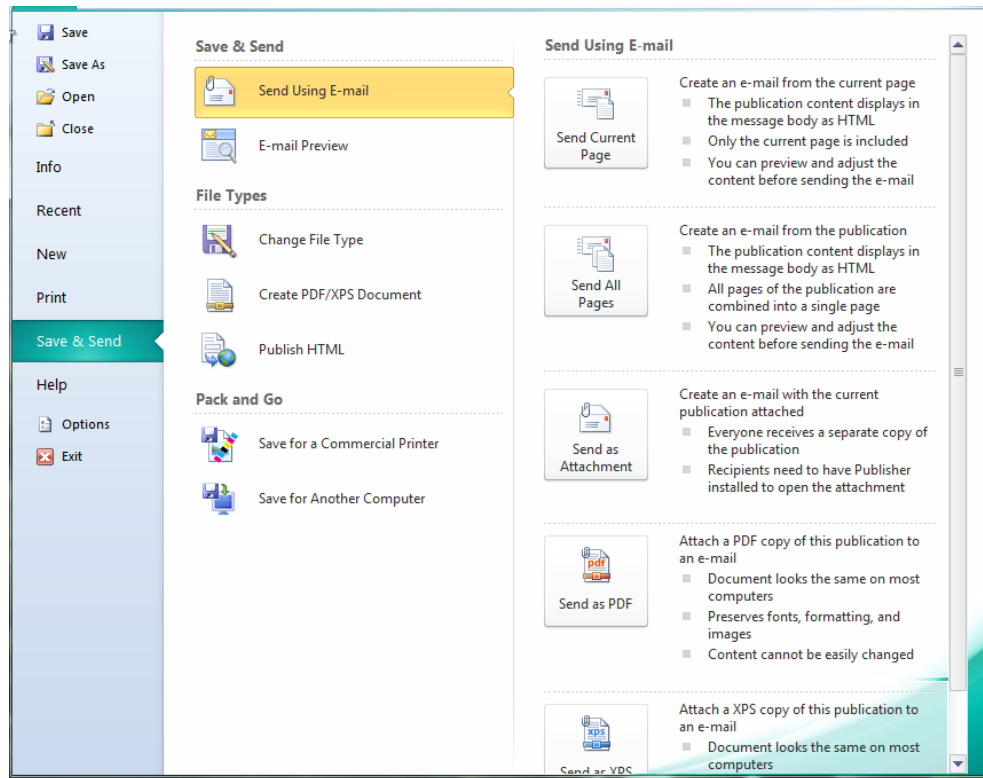 Save
Save As
Open
Close
Info
Recent
New
Print
Save & Send
Help
Options
Exit
Save & Send
Send Using E-mail
E-mail Preview
File Types
Change File Type
Create PDF/XPS Document
Publish HTML
Pack and Go
Save for a Commercial Printer
Save for Another Computer
Send Using E-mail
Send Current
Page
Create an e-mail from the current page
The publication content displays in
the message body as HTML
Only the current page is included
You can preview and adjust the
content before sending the e-mail
Send All
Pages
Create an e-mail from the publication
The publication content displays in
the message body as HTML
All pages of the publication are
combined into a single page
You can preview and adjust the
content before sending the e-mail
Send as
Attachment
Create an e-mail with the current
publication attached
Everyone receives a separate copy of
the publication
Recipients need to have Publisher
installed to open the attachment
pdf
Send as PDF
Attach a PDF copy of this publication to
an e-mail
Document looks the same on most
computers
Preserves fonts, formatting, and
images
Content cannot be easily changed
xps
Send as XPS
Attach a XPS copy of this publication to
an e-mail
Document looks the same on most
computers